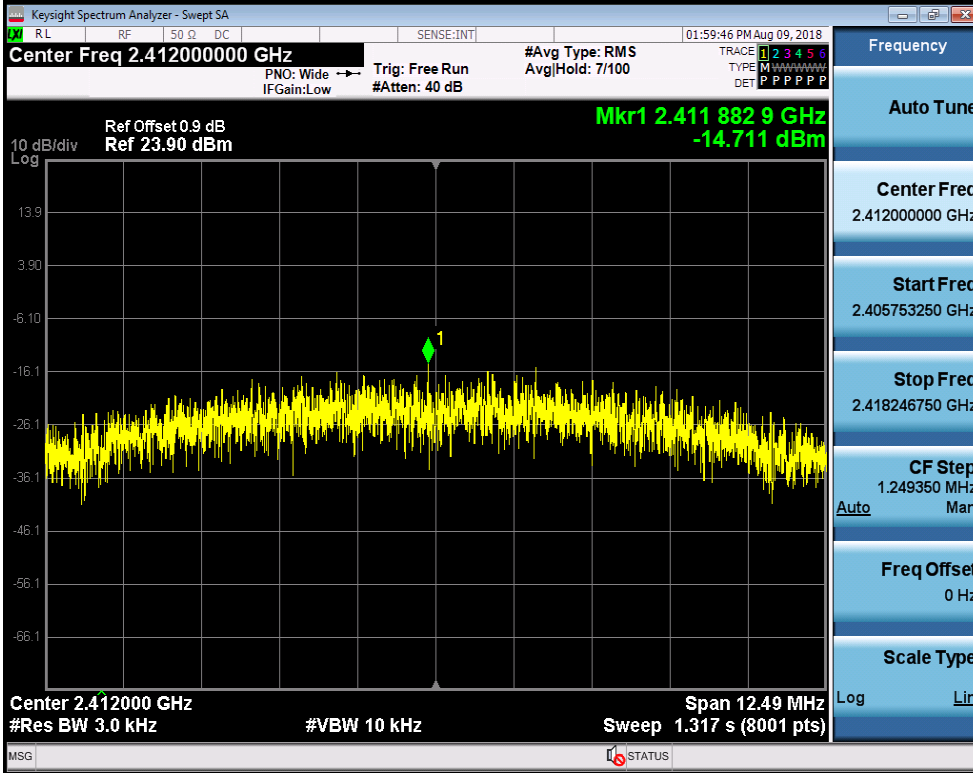 Keysight Spectrum Analyzer - Swept SA
LXI RL RF 50 Ω DC SENSE:INT 01:59:46 PM Aug 09, 2018
Center Freq 2.412000000 GHz
PNO: Wide
IFGain:Low
Trig: Free Run
#Atten: 40 dB
#Avg Type: RMS
Avg|Hold: 7/100
TRACE 1 2 3 4 5 6
TYPE M W W W W W
DET P P P P P P
Mkr1 2.411 882 9 GHz
-14.711 dBm
Ref Offset 0.9 dB
10 dB/div Ref 23.90 dBm
Log
13.9
3.90
-6.10
-16.1
-26.1
-36.1
-46.1
-56.1
-66.1
1
Center 2.412000 GHz Span 12.49 MHz
#Res BW 3.0 kHz #VBW 10 kHz Sweep 1.317 s (8001 pts)
MSG STATUS
Frequency
Auto Tune
Center Freq
2.412000000 GHz
Start Freq
2.405753250 GHz
Stop Freq
2.418246750 GHz
CF Step
1.249350 MHz
Auto Man
Freq Offset
0 Hz
Scale Type
Log Lin